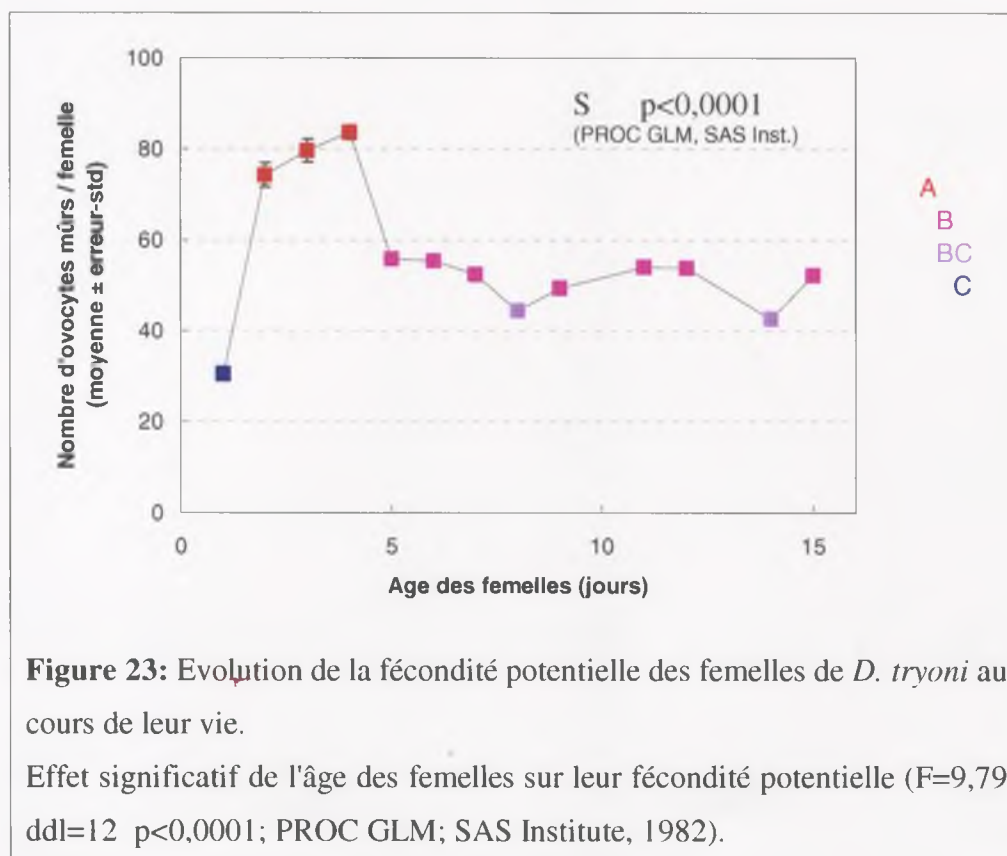 100
80
60
40
20
0
Nombre d'ovocytes mûrs / femelle
(moyenne ± erreur-std)
S p<0,0001
(PROC GLM, SAS Inst.)
A
B
BC
C
0 5 10 15
Age des femelles (jours)
Figure 23: Evolution de la fécondité potentielle des femelles de D. tryoni au
cours de leur vie.
Effet significatif de l'âge des femelles sur leur fécondité potentielle (F=9,79
ddl=12 p<0,0001; PROC GLM; SAS Institute, 1982).